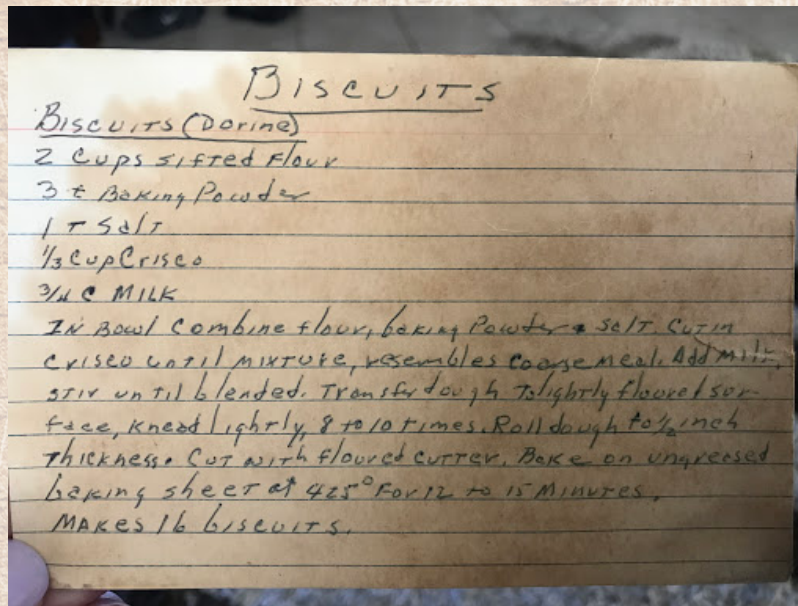 BISCUITS
BISCUITS (Dorine)
2 Cups sifted Flour
3 t Baking Powder
1 T Salt
1/3 Cup Crisco
3/4 C MILK
IN Bowl Combine flour, baking Powder & Salt. Cut in
Crisco until mixture, resembles coarse meal. Add Milk,
stir until blended. Transfer dough To lightly floured sur-
face, knead lightly, 8 to 10 times. Roll dough to 1/2 inch
Thickness. Cut with floured cutter. Bake on ungreased
baking sheet at 425° For 12 to 15 Minutes.
MAKES 16 biscuits.